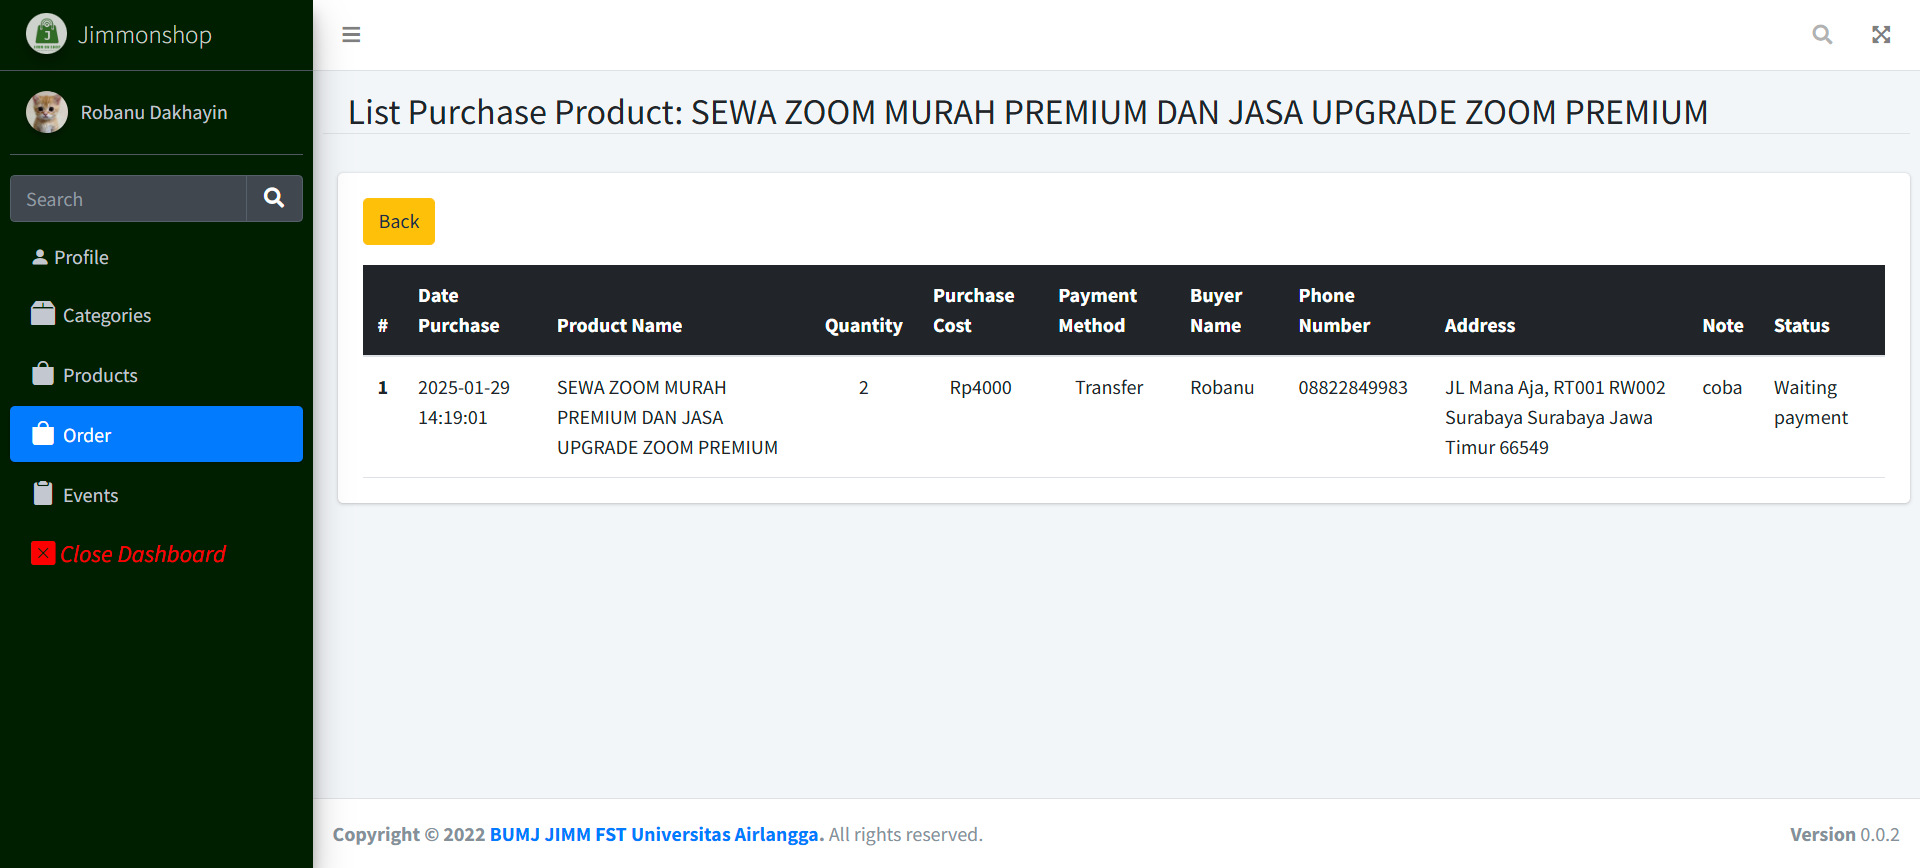 Jimmonshop
Robanu Dakhayin
Search
Profile
Categories
Products
Order
Events
Close Dashboard
List Purchase Product: SEWA ZOOM MURAH PREMIUM DAN JASA UPGRADE ZOOM PREMIUM
Back
# Date Purchase Product Name Quantity Purchase Cost Payment Method Buyer Name Phone Number Address Note Status
1 2025-01-29 SEWA ZOOM MURAH 2 Rp4000 Transfer Robanu 08822849983 JL Mana Aja, RT001 RW002 coba Waiting
14:19:01 PREMIUM DAN JASA Surabaya Surabaya Jawa payment
UPGRADE ZOOM PREMIUM Timur 66549
Copyright © 2022 BUMJ JIMM FST Universitas Airlangga. All rights reserved.
Version 0.0.2